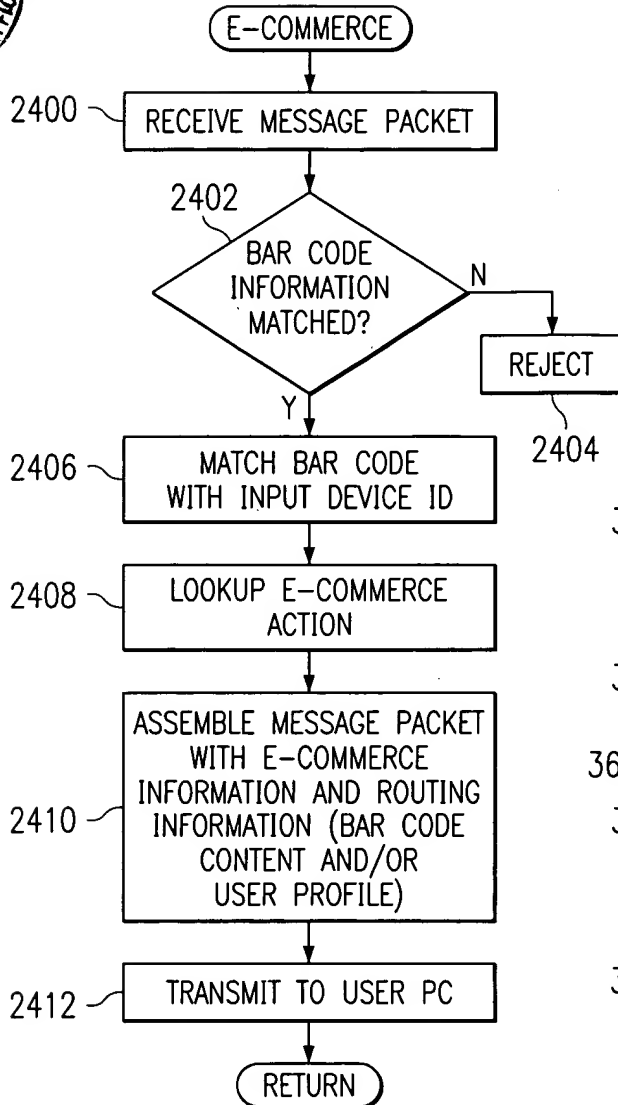 E-COMMERCE
2400
RECEIVE MESSAGE PACKET
2402
BAR CODE
INFORMATION
MATCHED?
N
REJECT
2404
Y
2406
MATCH BAR CODE
WITH INPUT DEVICE ID
2408
LOOKUP E-COMMERCE
ACTION
2410
ASSEMBLE MESSAGE PACKET
WITH E-COMMERCE
INFORMATION AND ROUTING
INFORMATION (BAR CODE
CONTENT AND/OR
USER PROFILE)
36
2412
TRANSMIT TO USER PC
RETURN